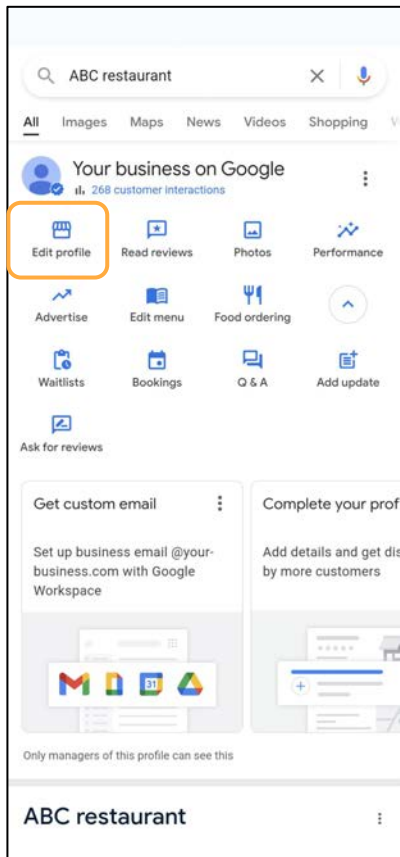 ABC restaurant
All Images Maps News Videos Shopping
Your business on Google
268 customer interactions
Edit profile Read reviews Photos Performance
Advertise Edit menu Food ordering
Waitlists Bookings Q & A Add update
Ask for reviews
Get custom email Complete your prof
Set up business email @your- Add details and get dis
business.com with Google by more customers
Workspace
31
Only managers of this profile can see this
ABC restaurant